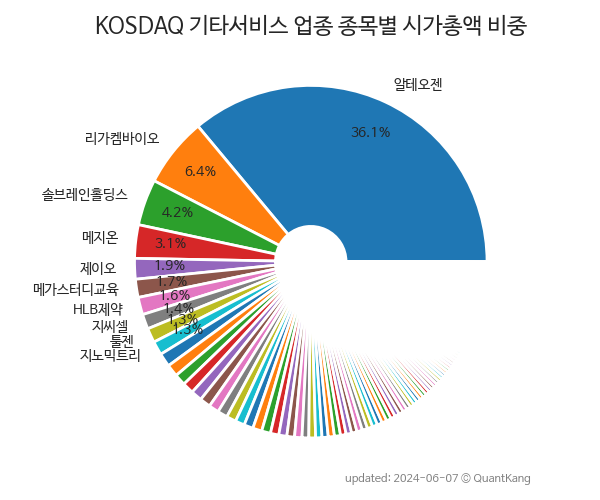 KOSDAQ 기타서비스 업종 종목별 시가총액 비중
알테오젠
36.1%
리가켐바이오
6.4%
솔브레인홀딩스
4.2%
메지온
3.1%
제이오
1.9%
메가스터디교육
1.7%
HLB제약
1.6%
지씨셀
1.4%
툴젠
1.3%
지노믹트리
1.3%
updated: 2024-06-07 © QuantKang